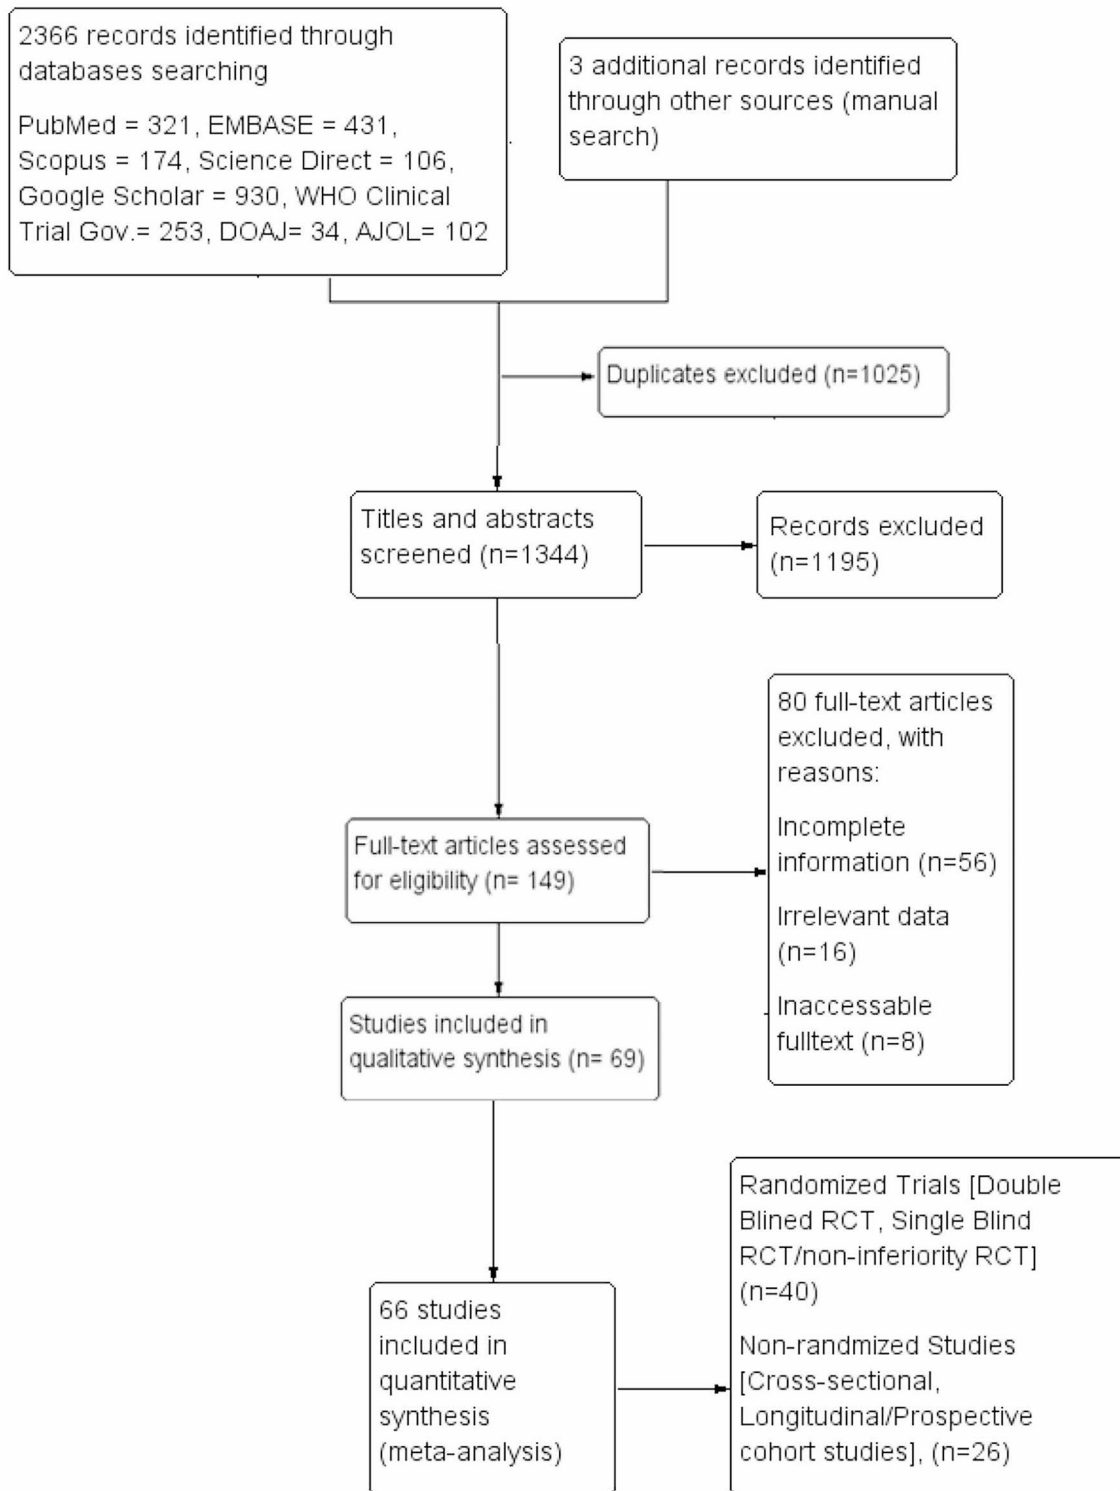 2366 records identified through
databases searching
PubMed = 321, EMBASE = 431,
Scopus = 174, Science Direct = 106,
Google Scholar = 930, WHO Clinical
Trial Gov.= 253, DOAJ= 34, AJOL= 102
3 additional records identified
through other sources (manual
search)
Duplicates excluded (n=1025)
Titles and abstracts
screened (n=1344)
Records excluded
(n=1195)
80 full-text articles
excluded, with
reasons:
Incomplete
information (n=56)
Irrelevant data
(n=16)
Inaccessable
fulltext (n=8)
Full-text articles assessed
for eligibility (n= 149)
Studies included in
qualitative synthesis (n= 69)
66 studies
included in
quantitative
synthesis
(meta-analysis)
Randomized Trials [Double
Blined RCT, Single Blind
RCT/non-inferiority RCT]
(n=40)
Non-randmized Studies
[Cross-sectional,
Longitudinal/Prospective
cohort studies], (n=26)